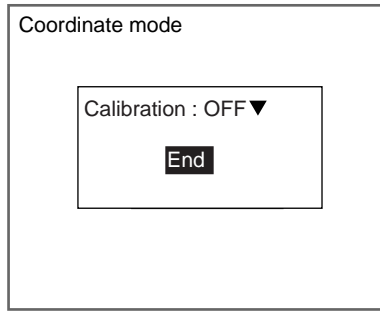 Coordinate mode
Calibration : OFF▼
End